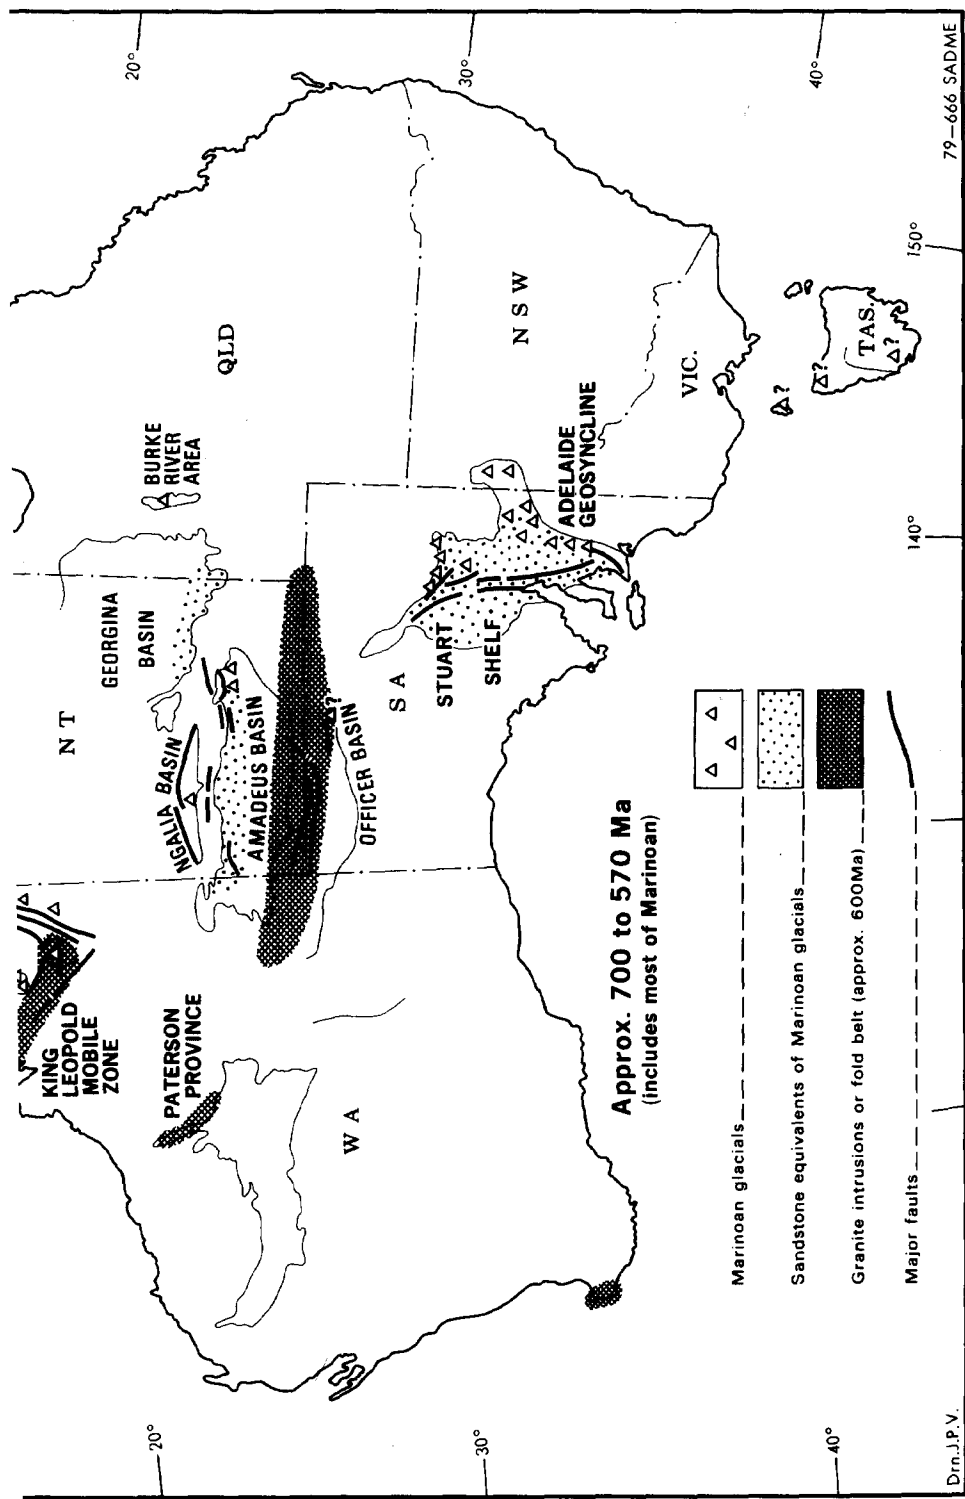 20°
30°
40°
79-666 SADME
150°
140°
20°
30°
40°
Drn.J.P.V.
KING
LEOPOLD
MOBILE
ZONE
PATERSON
PROVINCE
W A
N T
NGALIA BASIN
GEORGINA
BASIN
BURKE
RIVER
AREA
QLD
AMADEUS BASIN
OFFICER BASIN
?
S A
STUART
SHELF
ADELAIDE
GEOSYNCLINE
N S W
VIC.
TAS.
?
?
?
Approx. 700 to 570 Ma
(includes most of Marinoan)
Marinoan glacials
Sandstone equivalents of Marinoan glacials
Granite intrusions or fold belt (approx. 600Ma)
Major faults